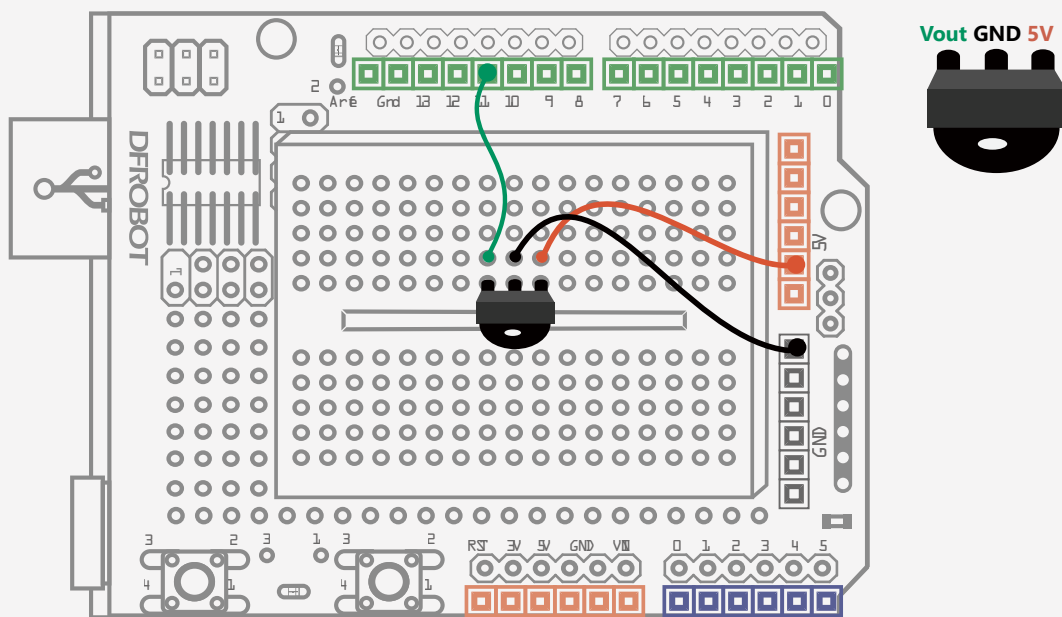 Vout GND 5V
2
Are Gnd 13 12 11 10 9 8 7 6 5 4 3 2 1 0
1
DFROBOT
5V
1
GND
3 2 3 1 3 2
RST 3V 5V GND VIN 0 1 2 3 4 5
4 1 4 1